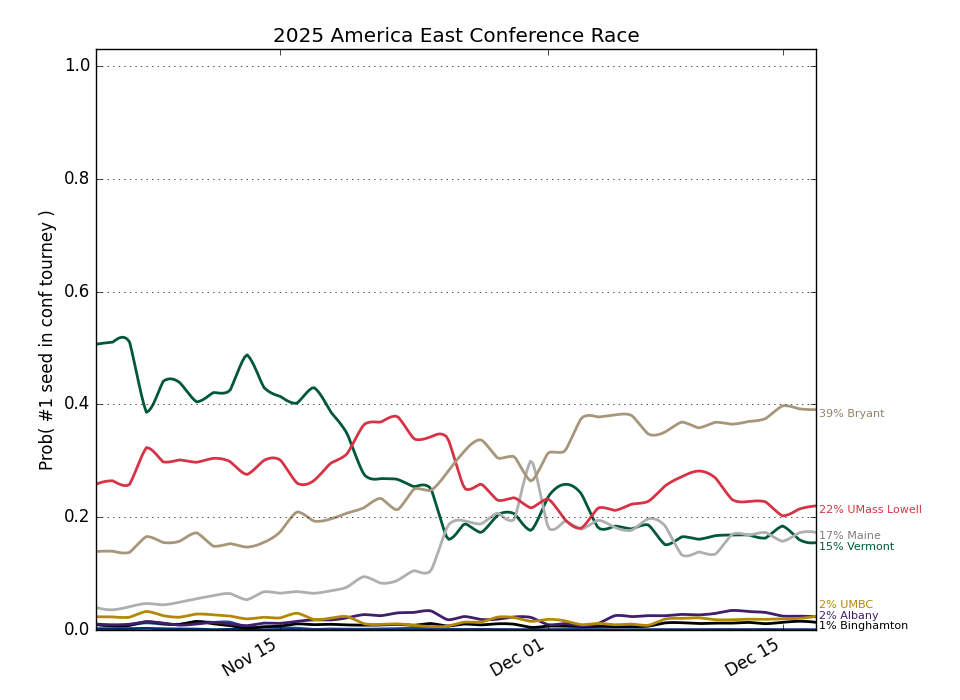 2025 America East Conference Race
Prob( #1 seed in conf tourney )
1.0
0.8
0.6
0.4
0.2
0.0
Nov 15
Dec 01
Dec 15
39% Bryant
22% UMass Lowell
17% Maine
15% Vermont
2% UMBC
2% Albany
1% Binghamton